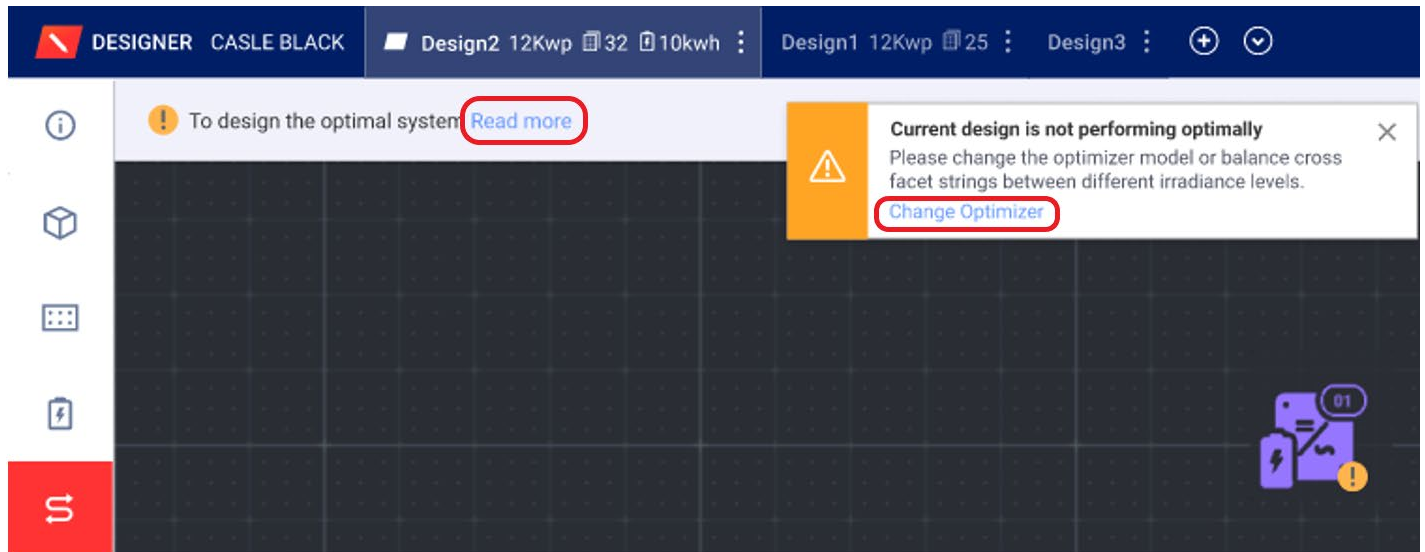 DESIGNER CASLE BLACK Design2 12Kwp 32 10kwh Design1 12Kwp 25 Design3
To design the optimal system Read more
Current design is not performing optimally
Please change the optimizer model or balance cross
facet strings between different irradiance levels.
Change Optimizer
01